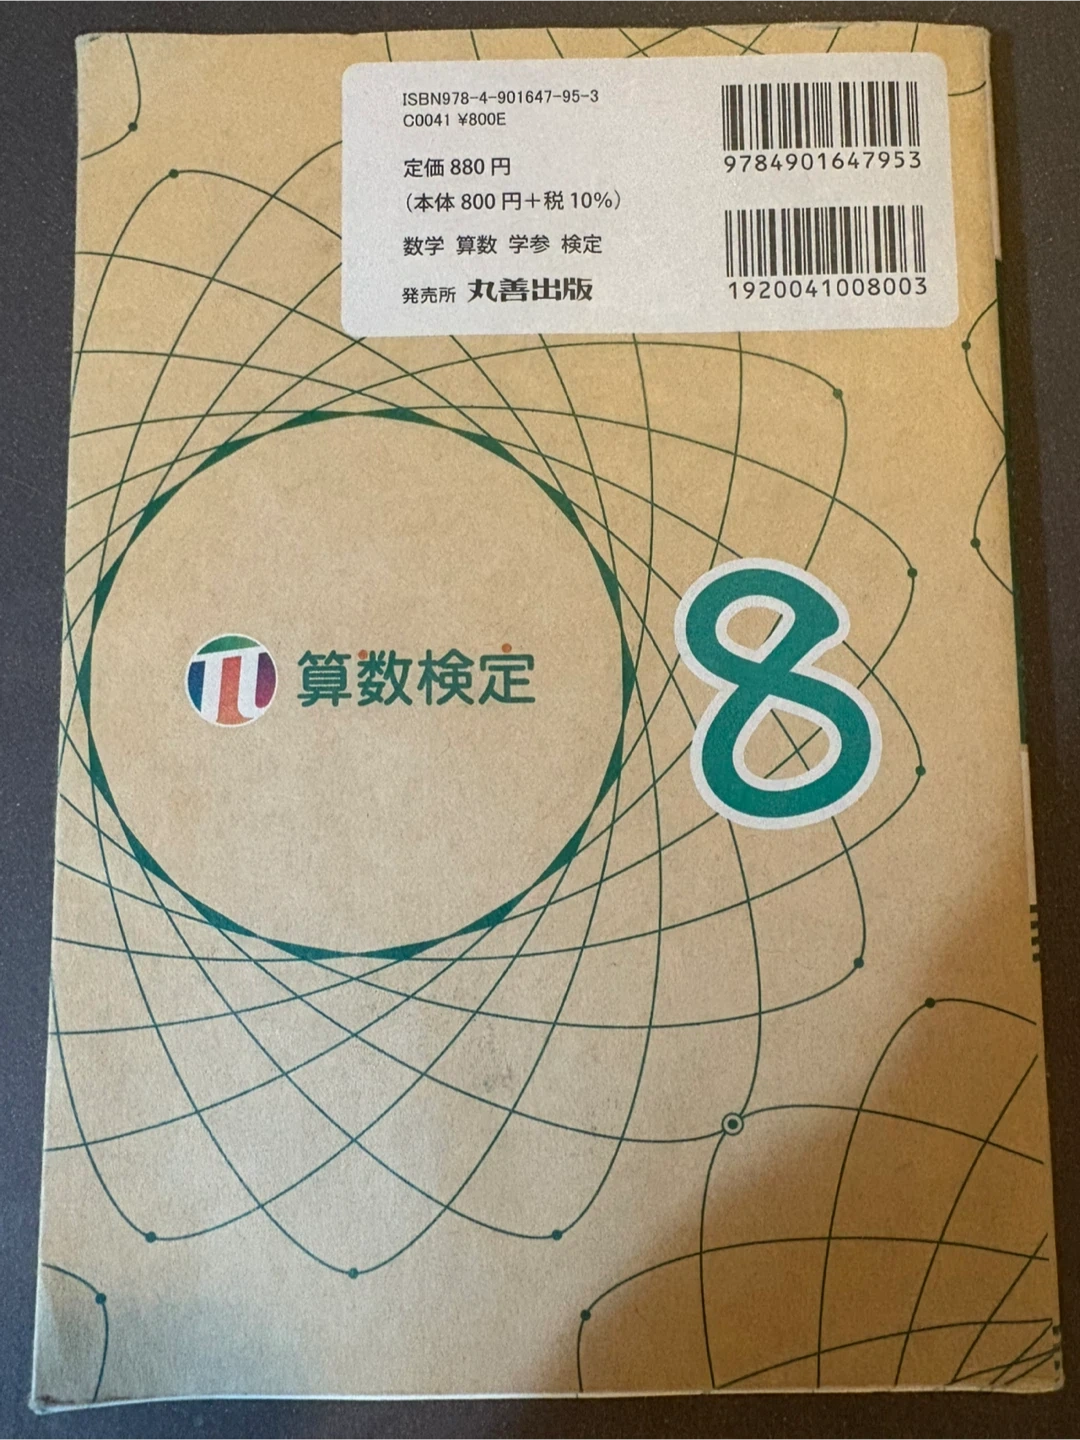 ISBN978-4-901647-95-3
C0041 ¥800E
定価 880 円
（本体 800 円＋税 10%）
数学 算数 学参 検定
発売所 丸善出版
9784901647953
1920041008003
算数検定
8